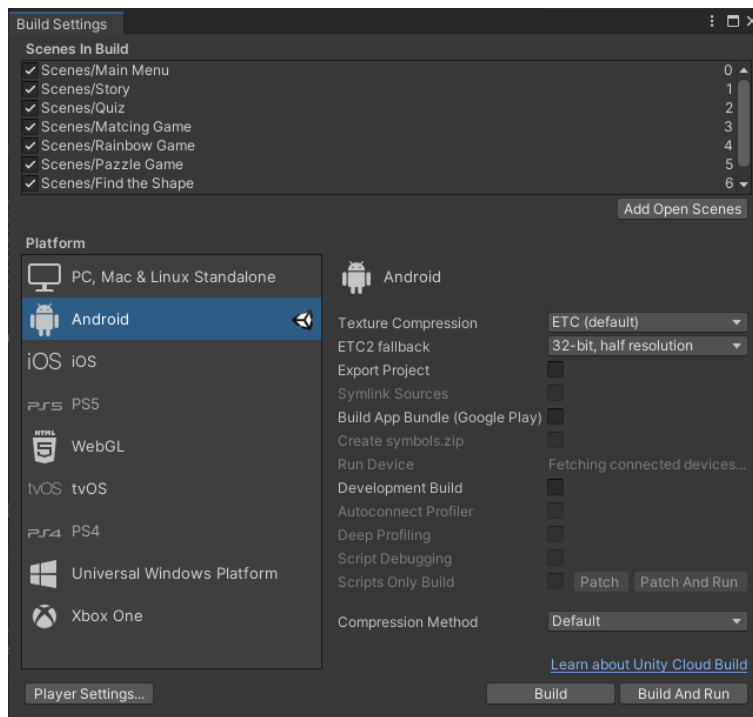 Build Settings
Scenes In Build
Scenes/Main Menu 0
Scenes/Story 1
Scenes/Quiz 2
Scenes/Matcing Game 3
Scenes/Rainbow Game 4
Scenes/Pazzle Game 5
Scenes/Find the Shape 6
Add Open Scenes
Platform
PC, Mac & Linux Standalone
Android
iOS iOS
PS5 PS5
HTML 5 WebGL
tvOS tvOS
PS4 PS4
Universal Windows Platform
Xbox One
Android
Texture Compression ETC (default)
ETC2 fallback 32-bit, half resolution
Export Project
Symlink Sources
Build App Bundle (Google Play)
Create symbols.zip
Run Device Fetching connected devices...
Development Build
Autoconnect Profiler
Deep Profiling
Script Debugging
Scripts Only Build Patch Patch And Run
Compression Method Default
Learn about Unity Cloud Build
Player Settings... Build Build And Run